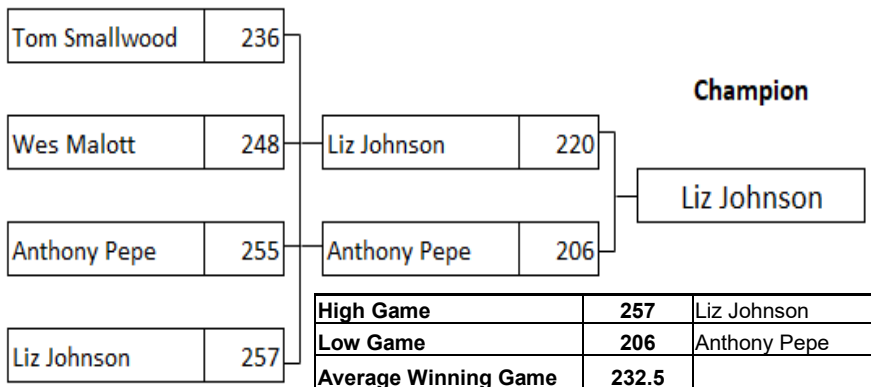 Tom Smallwood 236
Champion
Wes Malott 248
Liz Johnson 220
Liz Johnson
Anthony Pepe 255
Anthony Pepe 206
High Game 257 Liz Johnson
Low Game 206 Anthony Pepe
Liz Johnson 257
Average Winning Game 232.5